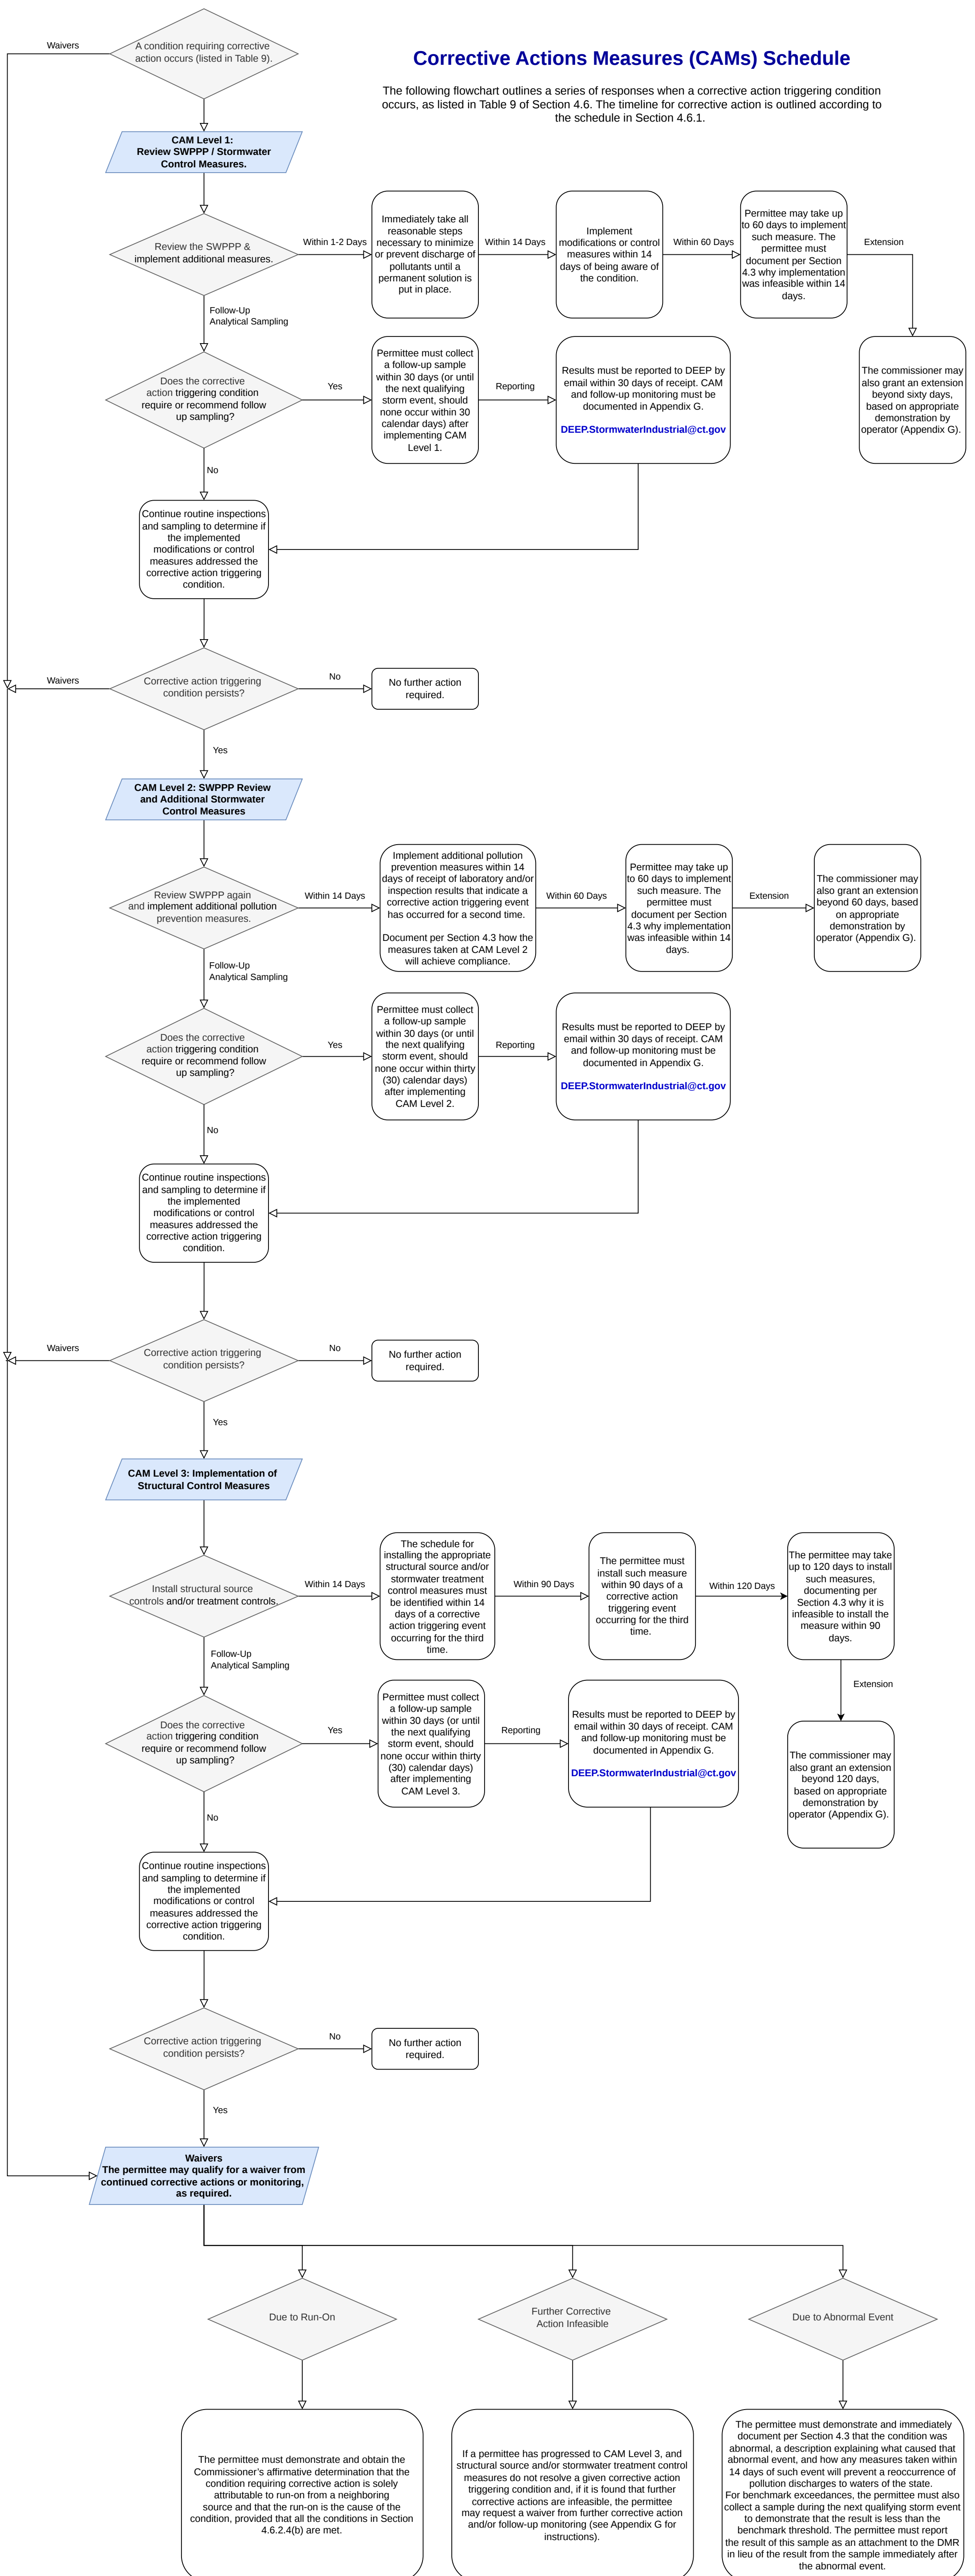 Waivers
A condition requiring corrective
action occurs (listed in Table 9).
Corrective Actions Measures (CAMs) Schedule
The following flowchart outlines a series of responses when a corrective action triggering condition
occurs, as listed in Table 9 of Section 4.6. The timeline for corrective action is outlined according to
the schedule in Section 4.6.1.
CAM Level 1:
Review SWPPP / Stormwater
Control Measures.
Review the SWPPP &
implement additional measures.
Within 1-2 Days
Immediately take all
reasonable steps
necessary to minimize
or prevent discharge of
pollutants until a
permanent solution is
put in place.
Within 14 Days
Implement
modifications or control
measures within 14
days of being aware of
the condition.
Within 60 Days
Permittee may take up
to 60 days to implement
such measure. The
permittee must
document per Section
4.3 why implementation
was infeasible within 14
days.
Extension
The commissioner may
also grant an extension
beyond sixty days,
based on appropriate
demonstration by
operator (Appendix G).
Follow-Up
Analytical Sampling
Does the corrective
action triggering condition
require or recommend follow
up sampling?
Yes
Permittee must collect
a follow-up sample
within 30 days (or until
the next qualifying
storm event, should
none occur within 30
calendar days) after
implementing CAM
Level 1.
Reporting
Results must be reported to DEEP by
email within 30 days of receipt. CAM
and follow-up monitoring must be
documented in Appendix G.
DEEP.StormwaterIndustrial@ct.gov
No
Continue routine inspections
and sampling to determine if
the implemented
modifications or control
measures addressed the
corrective action triggering
condition.
Waivers
Corrective action triggering
condition persists?
No
No further action
required.
Yes
CAM Level 2: SWPPP Review
and Additional Stormwater
Control Measures
Review SWPPP again
and implement additional pollution
prevention measures.
Within 14 Days
Implement additional pollution
prevention measures within 14
days of receipt of laboratory and/or
inspection results that indicate a
corrective action triggering event
has occurred for a second time.
Document per Section 4.3 how the
measures taken at CAM Level 2
will achieve compliance.
Within 60 Days
Permittee may take up
to 60 days to implement
such measure. The
permittee must
document per Section
4.3 why implementation
was infeasible within 14
days.
Extension
The commissioner may
also grant an extension
beyond 60 days, based
on appropriate
demonstration by
operator (Appendix G).
Follow-Up
Analytical Sampling
Does the corrective
action triggering condition
require or recommend follow
up sampling?
Yes
Permittee must collect
a follow-up sample
within 30 days (or until
the next qualifying
storm event, should
none occur within thirty
(30) calendar days)
after implementing
CAM Level 2.
Reporting
Results must be reported to DEEP by
email within 30 days of receipt. CAM
and follow-up monitoring must be
documented in Appendix G.
DEEP.StormwaterIndustrial@ct.gov
No
Continue routine inspections
and sampling to determine if
the implemented
modifications or control
measures addressed the
corrective action triggering
condition.
Waivers
Corrective action triggering
condition persists?
No
No further action
required.
Yes
CAM Level 3: Implementation of
Structural Control Measures
Install structural source
controls and/or treatment controls.
Within 14 Days
The schedule for
installing the appropriate
structural source and/or
stormwater treatment
control measures must
be identified within 14
days of a corrective
action triggering event
occurring for the third
time.
Within 90 Days
The permittee must
install such measure
within 90 days of a
corrective action
triggering event
occurring for the third
time.
Within 120 Days
The permittee may take
up to 120 days to install
such measures,
documenting per
Section 4.3 why it is
infeasible to install the
measure within 90
days.
Extension
The commissioner may
also grant an extension
beyond 120 days,
based on appropriate
demonstration by
operator (Appendix G).
Follow-Up
Analytical Sampling
Does the corrective
action triggering condition
require or recommend follow
up sampling?
Yes
Permittee must collect
a follow-up sample
within 30 days (or until
the next qualifying
storm event, should
none occur within thirty
(30) calendar days)
after implementing
CAM Level 3.
Reporting
Results must be reported to DEEP by
email within 30 days of receipt. CAM
and follow-up monitoring must be
documented in Appendix G.
DEEP.StormwaterIndustrial@ct.gov
No
Continue routine inspections
and sampling to determine if
the implemented
modifications or control
measures addressed the
corrective action triggering
condition.
Corrective action triggering
condition persists?
No
No further action
required.
Yes
Waivers
The permittee may qualify for a waiver from
continued corrective actions or monitoring,
as required.
Due to Run-On
Further Corrective
Action Infeasible
Due to Abnormal Event
The permittee must demonstrate and obtain the
Commissioner's affirmative determination that the
condition requiring corrective action is solely
attributable to run-on from a neighboring
source and that the run-on is the cause of the
condition, provided that all the conditions in Section
4.6.2.4(b) are met.
If a permittee has progressed to CAM Level 3, and
structural source and/or stormwater treatment control
measures do not resolve a given corrective action
triggering condition and, if it is found that further
corrective actions are infeasible, the permittee
may request a waiver from further corrective action
and/or follow-up monitoring (see Appendix G for
instructions).
The permittee must demonstrate and immediately
document per Section 4.3 that the condition was
abnormal, a description explaining what caused that
abnormal event, and how any measures taken within
14 days of such event will prevent a reoccurrence of
pollution discharges to waters of the state.
For benchmark exceedances, the permittee must also
collect a sample during the next qualifying storm event
to demonstrate that the result is less than the
benchmark threshold. The permittee must report
the result of this sample as an attachment to the DMR
in lieu of the result from the sample immediately after
the abnormal event.